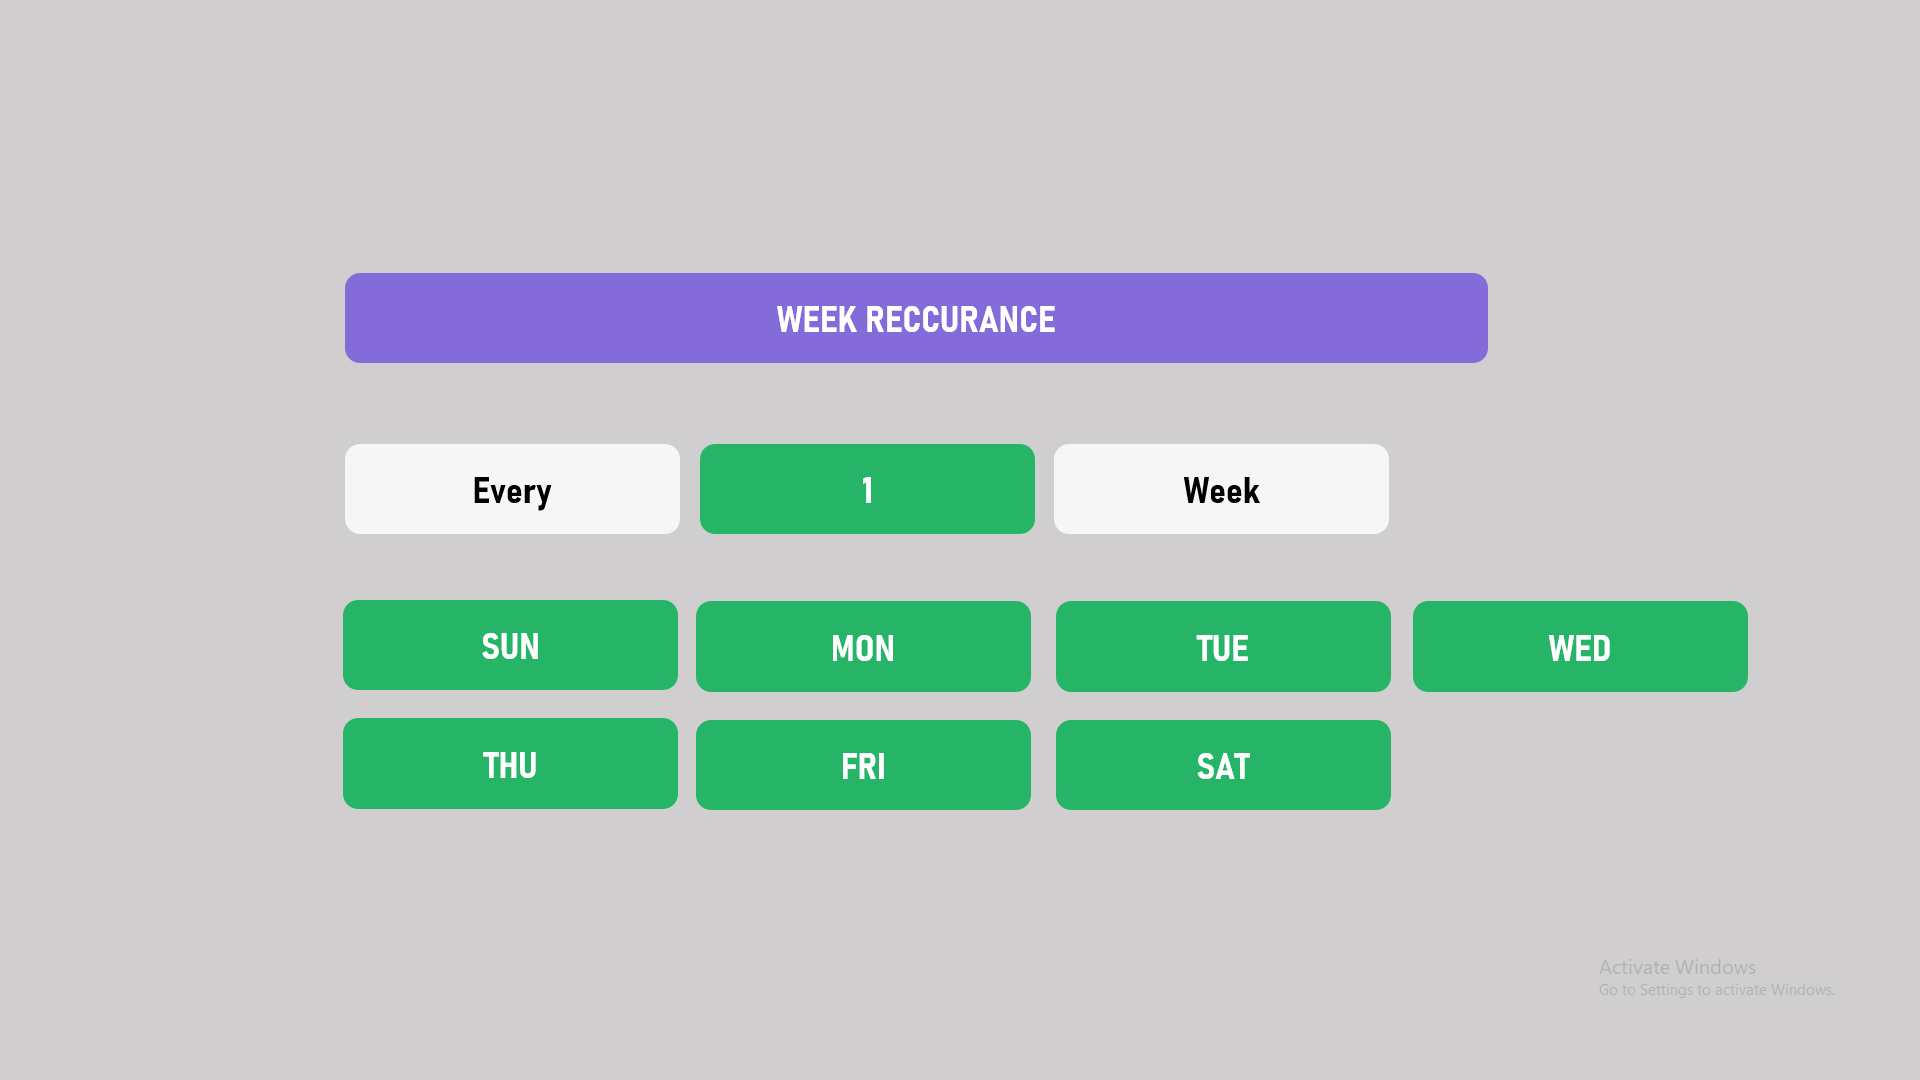 WEEK RECCURANCE
Every 1 Week
SUN MON TUE WED
THU FRI SAT
Activate Windows
Go to Settings to activate Windows.